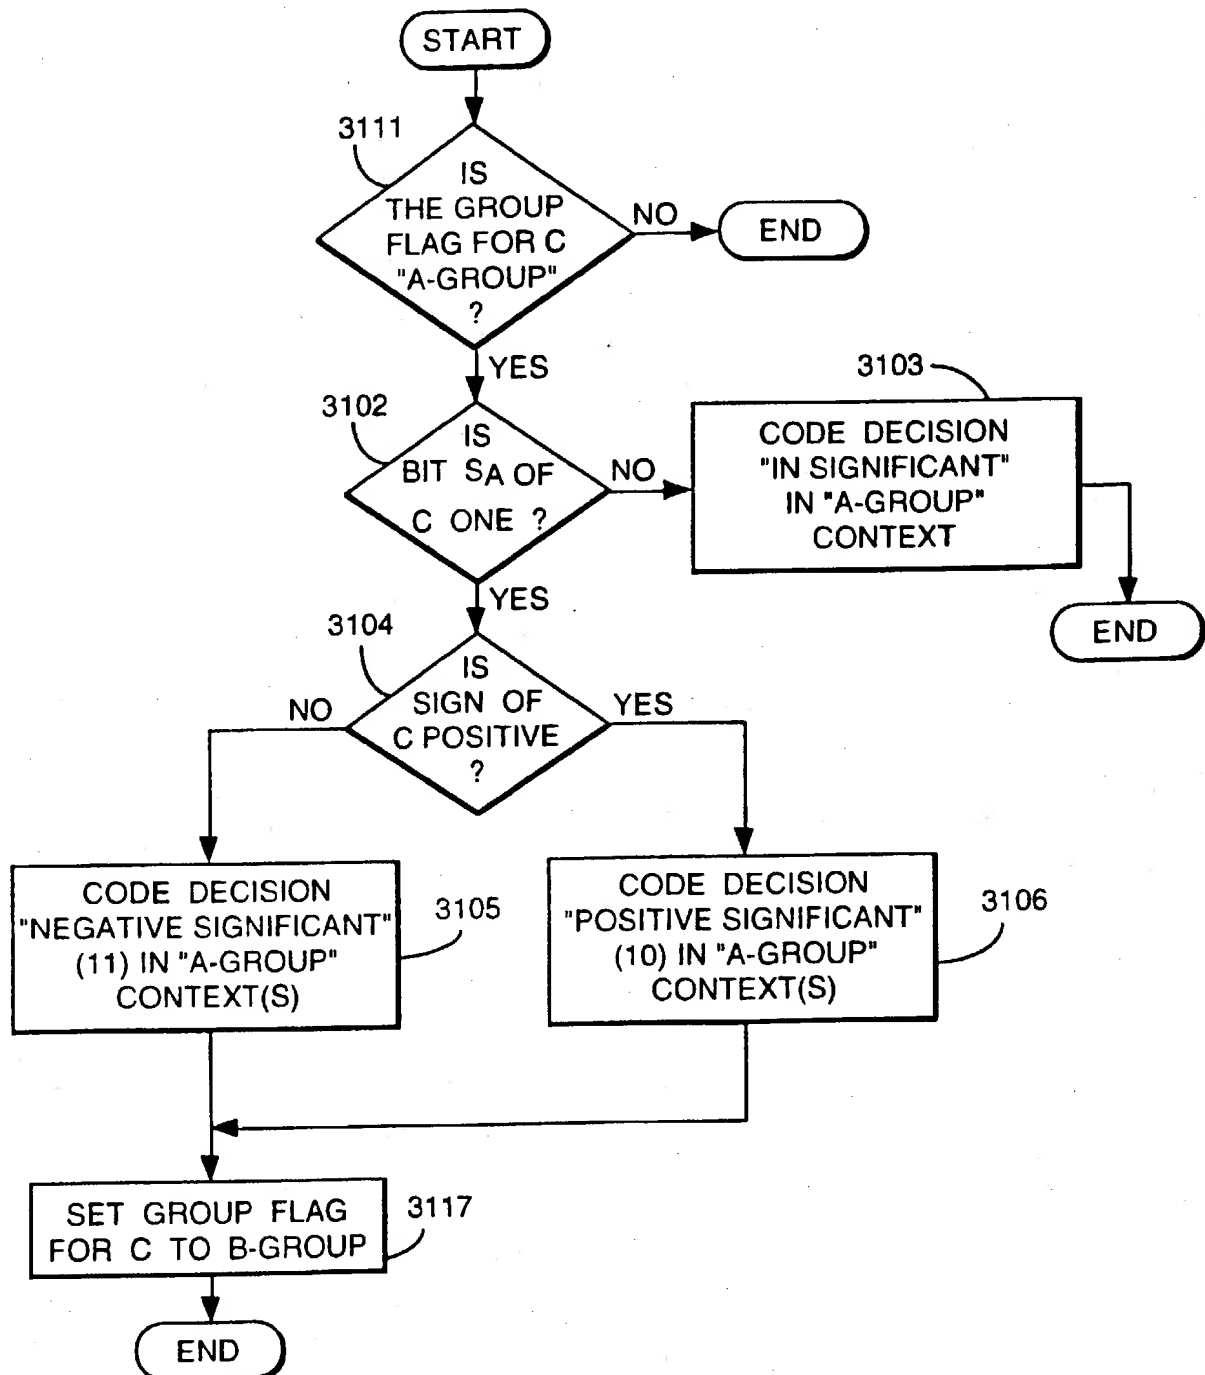 START
3111
IS
THE GROUP
FLAG FOR C
"A-GROUP"
?
NO
END
YES
3102
IS
BIT SA OF
C ONE ?
NO
3103
CODE DECISION
"IN SIGNIFICANT"
IN "A-GROUP"
CONTEXT
END
YES
3104
IS
SIGN OF
C POSITIVE
?
NO
YES
CODE DECISION
"NEGATIVE SIGNIFICANT"
(11) IN "A-GROUP"
CONTEXT(S)
3105
CODE DECISION
"POSITIVE SIGNIFICANT"
(10) IN "A-GROUP"
CONTEXT(S)
3106
SET GROUP FLAG
FOR C TO B-GROUP
3117
END